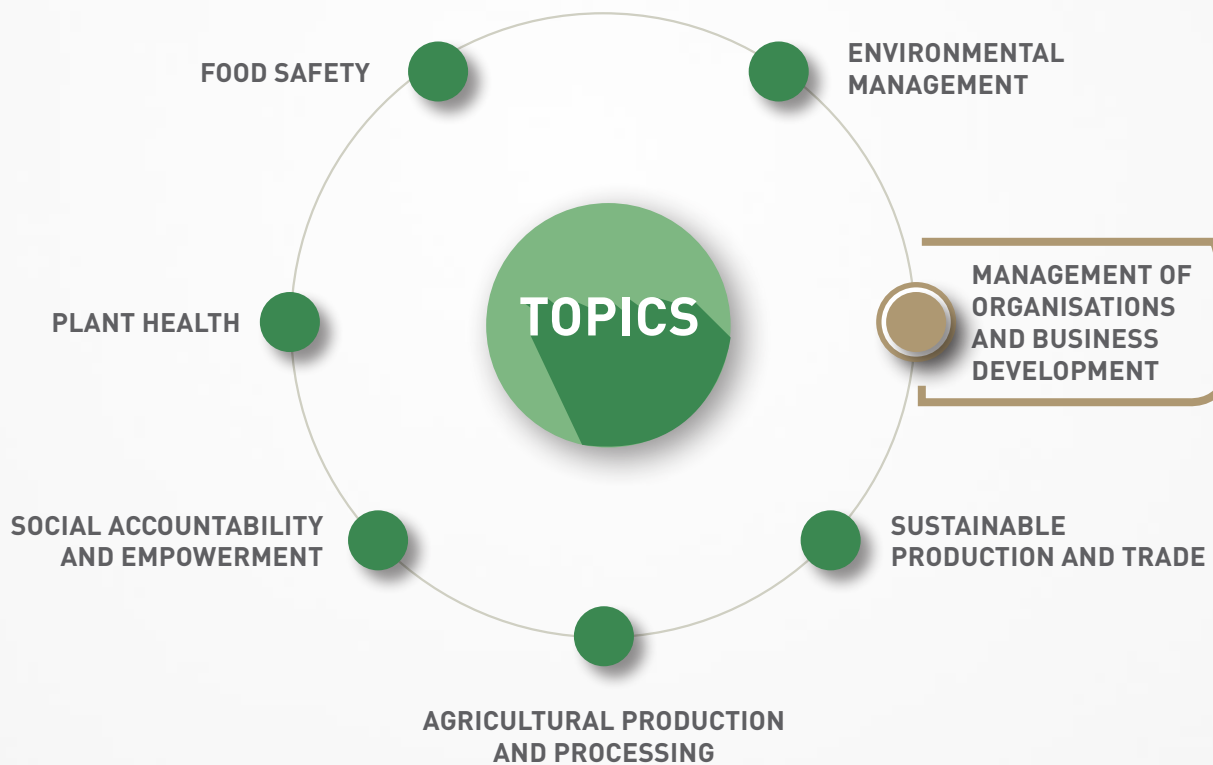 FOOD SAFETY
ENVIRONMENTAL
MANAGEMENT
TOPICS
MANAGEMENT OF
ORGANISATIONS
AND BUSINESS
DEVELOPMENT
PLANT HEALTH
SOCIAL ACCOUNTABILITY
AND EMPOWERMENT
SUSTAINABLE
PRODUCTION AND TRADE
AGRICULTURAL PRODUCTION
AND PROCESSING